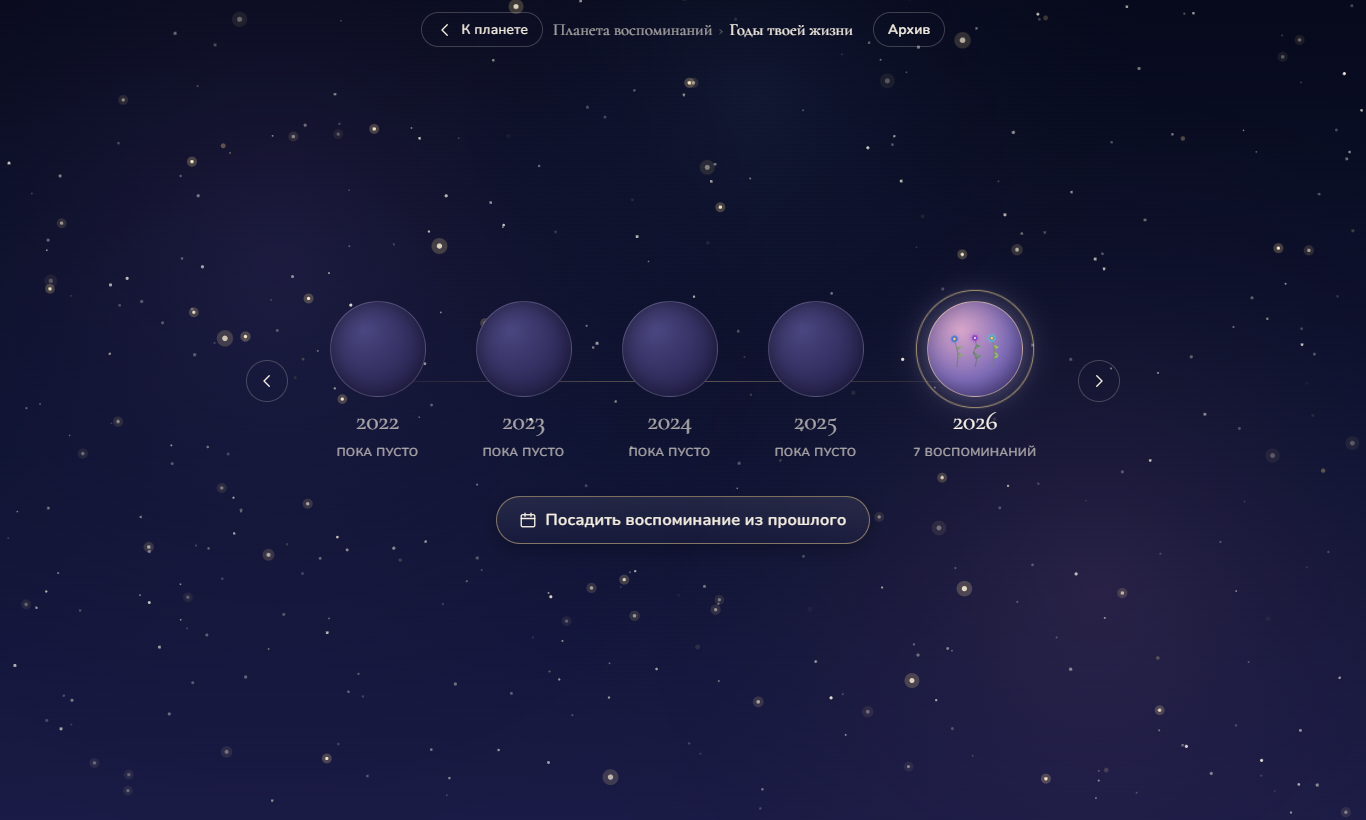 К планете
Планета воспоминаний › Годы твоей жизни
Архив
2022
2023
2024
2025
2026
ПОКА ПУСТО
ПОКА ПУСТО
ПОКА ПУСТО
ПОКА ПУСТО
7 ВОСПОМИНАНИЙ
Посадить воспоминание из прошлого